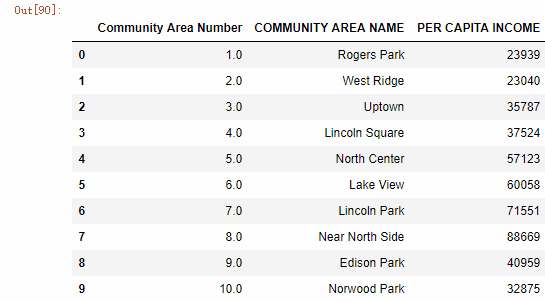 Out[90]:
Community Area Number COMMUNITY AREA NAME PER CAPITA INCOME
0 1.0 Rogers Park 23939
1 2.0 West Ridge 23040
2 3.0 Uptown 35787
3 4.0 Lincoln Square 37524
4 5.0 North Center 57123
5 6.0 Lake View 60058
6 7.0 Lincoln Park 71551
7 8.0 Near North Side 88669
8 9.0 Edison Park 40959
9 10.0 Norwood Park 32875